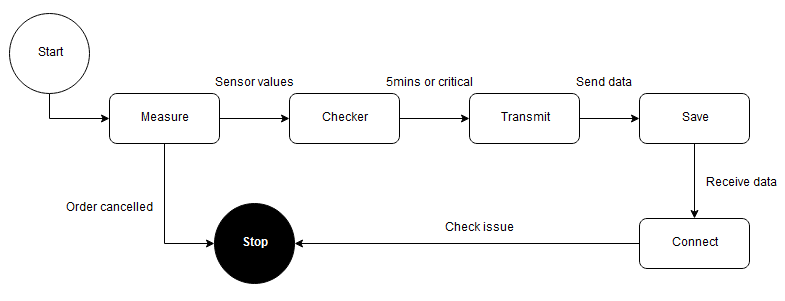 Start
Sensor values
5mins or critical
Send data
Measure
Checker
Transmit
Save
Receive data
Order cancelled
Check issue
Stop
Connect